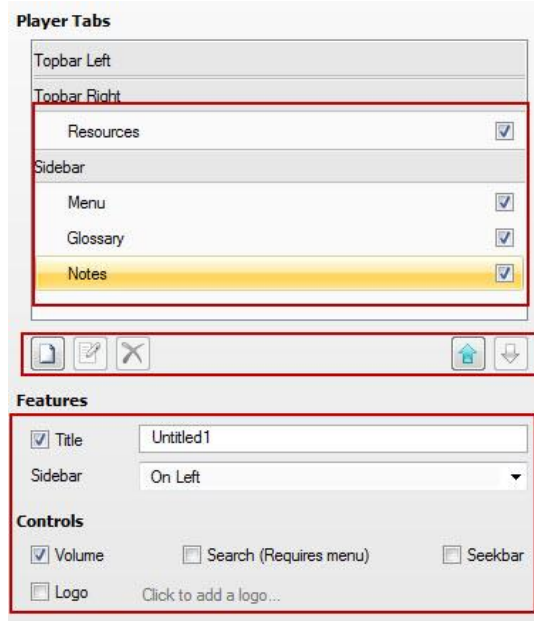 Player Tabs
Topbar Left
Topbar Right
Resources
Sidebar
Menu
Glossary
Notes
Features
Title Untitled1
Sidebar On Left
Controls
Volume Search (Requires menu) Seekbar
Logo Click to add a logo...